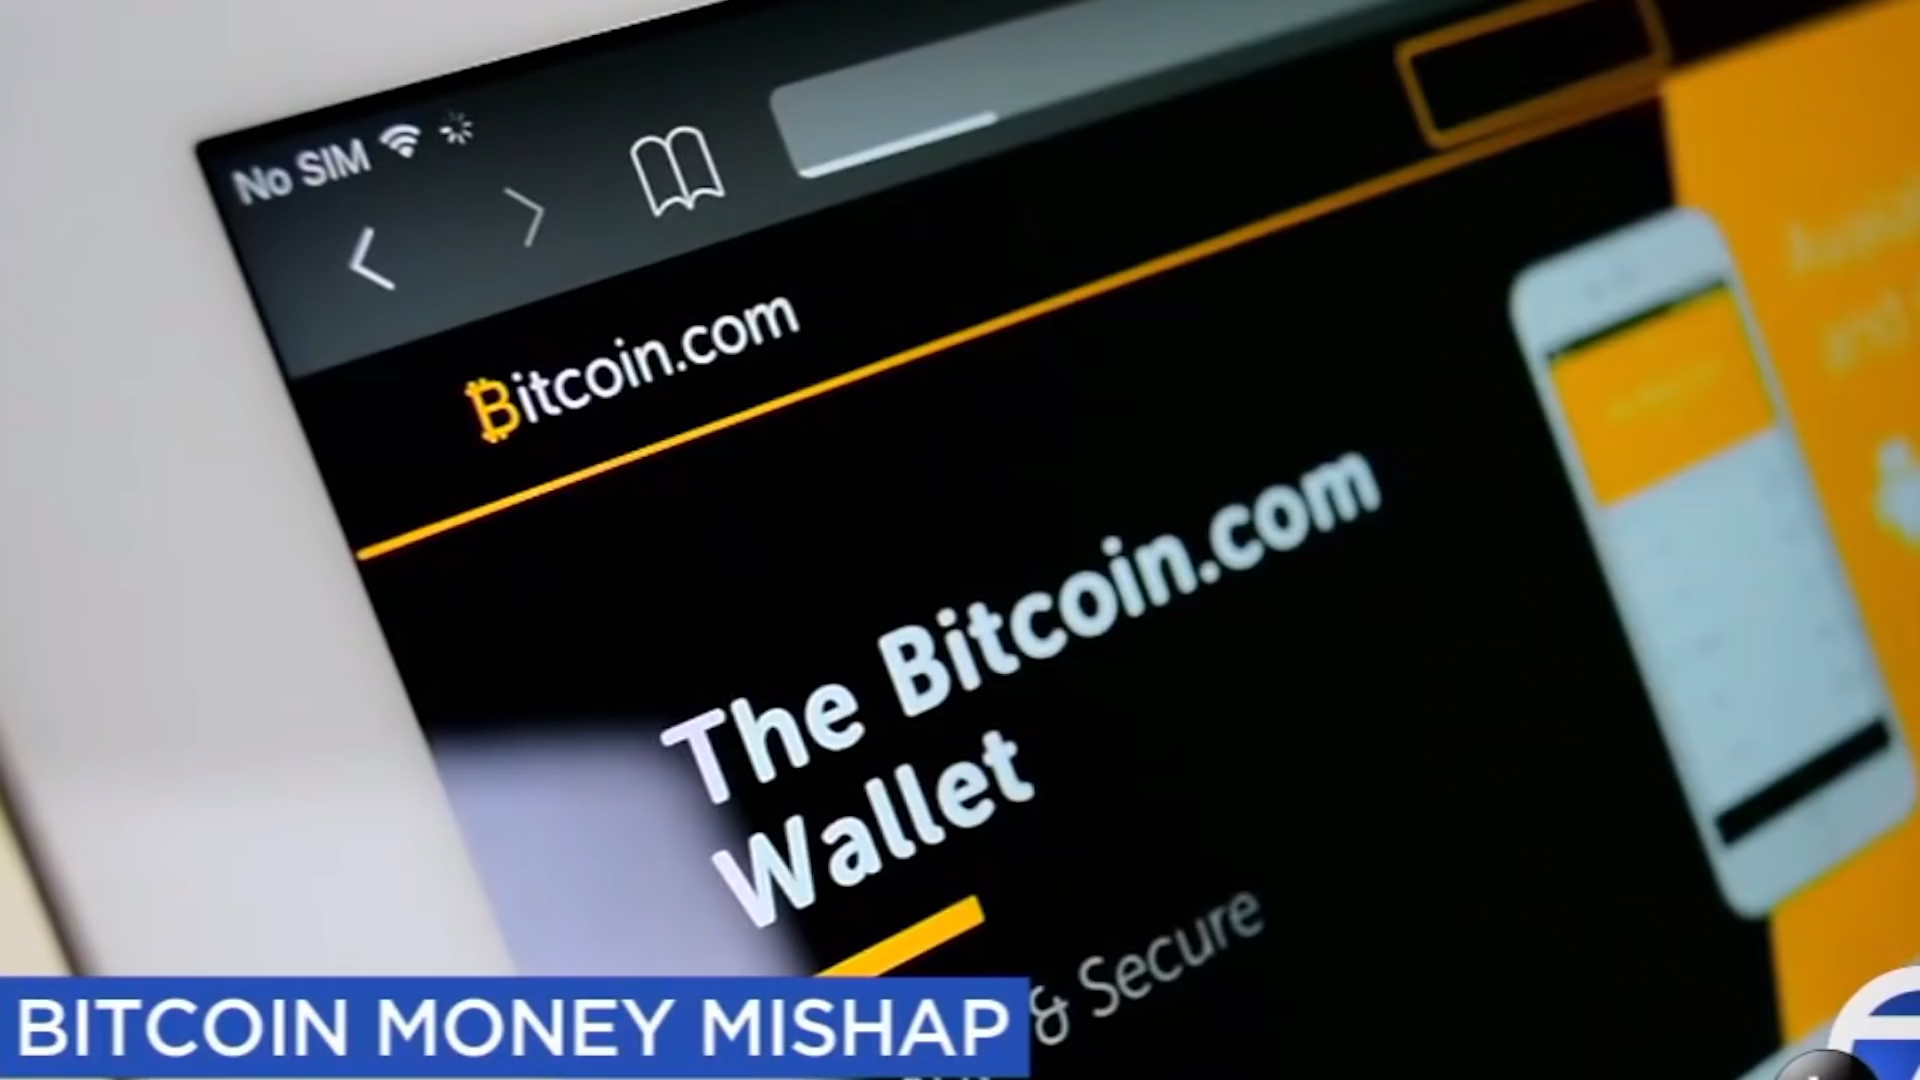 No SIM
Bitcoin.com
The Bitcoin.com
Wallet
& Secure
BITCOIN MONEY MISHAP